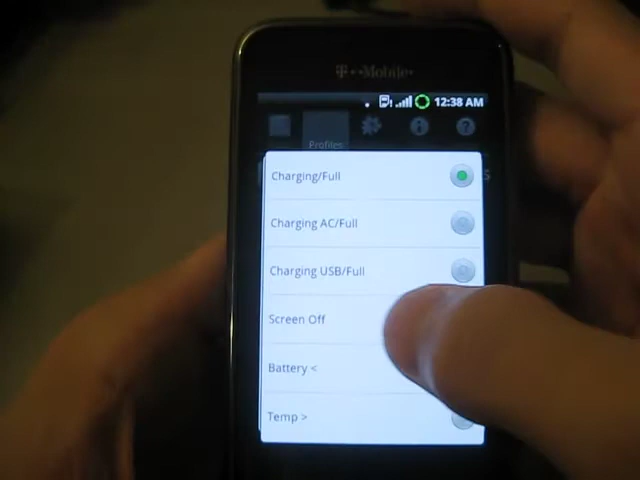 T··Mobile·
12:38 AM
Profiles
Charging/Full
Charging AC/Full
Charging USB/Full
Screen Off
Battery <
Temp >